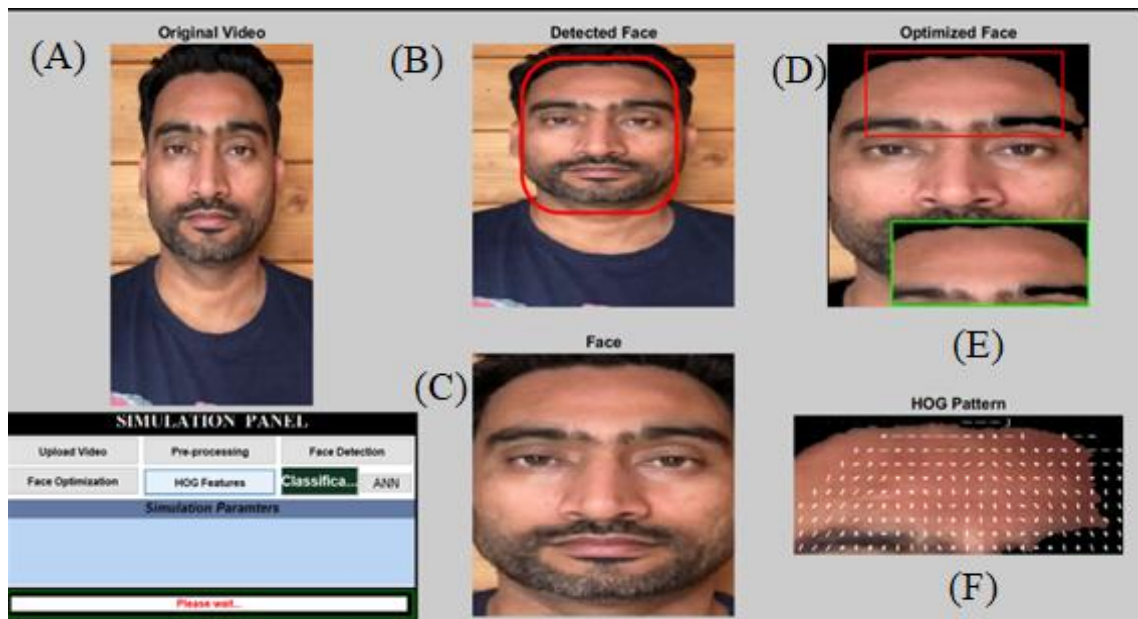 Original Video
Detected Face
Optimized Face
(A)
(B)
(D)
(E)
Face
(C)
HOG Pattern
(F)
SIMULATION PANEL
Upload Video
Pre-processing
Face Detection
Face Optimization
HOG Features
Classifica...
ANN
Simulation Paramters
Please wait...